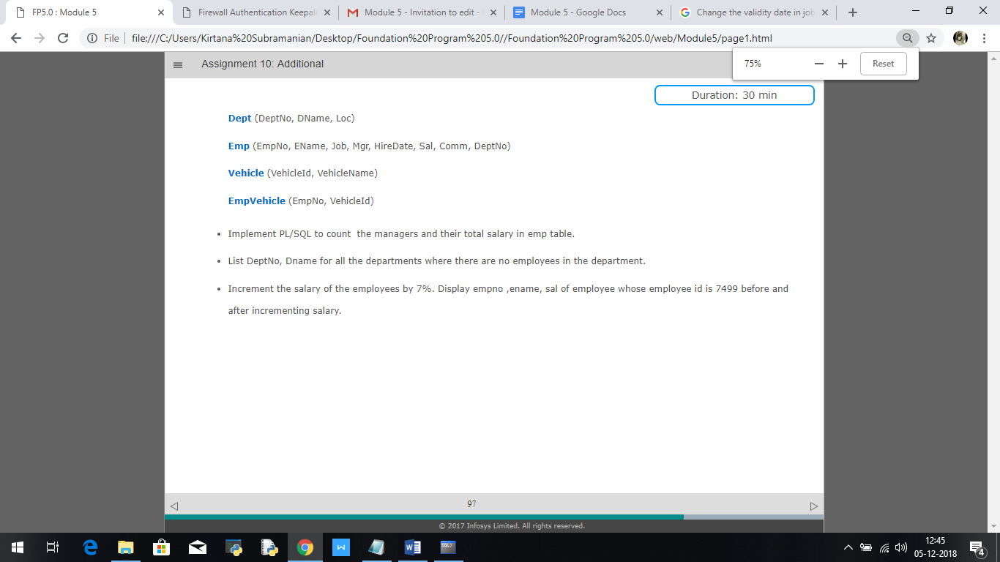 FP5.0 : Module 5
Firewall Authentication Keepal
Module 5 - Invitation to edit -
Module 5 - Google Docs
Change the validity date in job
File
file:///C:/Users/Kirtana%20Subramanian/Desktop/Foundation%20Program%205.0//Foundation%20Program%205.0/web/Module5/page1.html
75%
Reset
Assignment 10: Additional
Duration: 30 min
Dept (DeptNo, DName, Loc)
Emp (EmpNo, EName, Job, Mgr, HireDate, Sal, Comm, DeptNo)
Vehicle (VehicleId, VehicleName)
EmpVehicle (EmpNo, VehicleId)
• Implement PL/SQL to count  the managers and their total salary in emp table.
• List DeptNo, Dname for all the departments where there are no employees in the department.
• Increment the salary of the employees by 7%. Display empno ,ename, sal of employee whose employee id is 7499 before and
after incrementing salary.
97
© 2017 Infosys Limited. All rights reserved.
12:45
05-12-2018
4